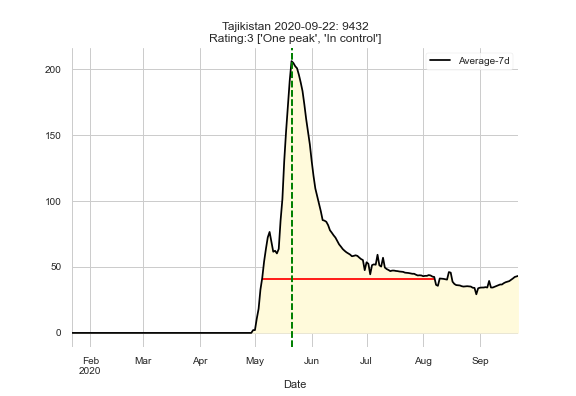 Tajikistan 2020-09-22: 9432
Rating:3 ['One peak', 'In control']
Average-7d
200
150
100
50
0
Feb Mar Apr May Jun Jul Aug Sep
2020
Date